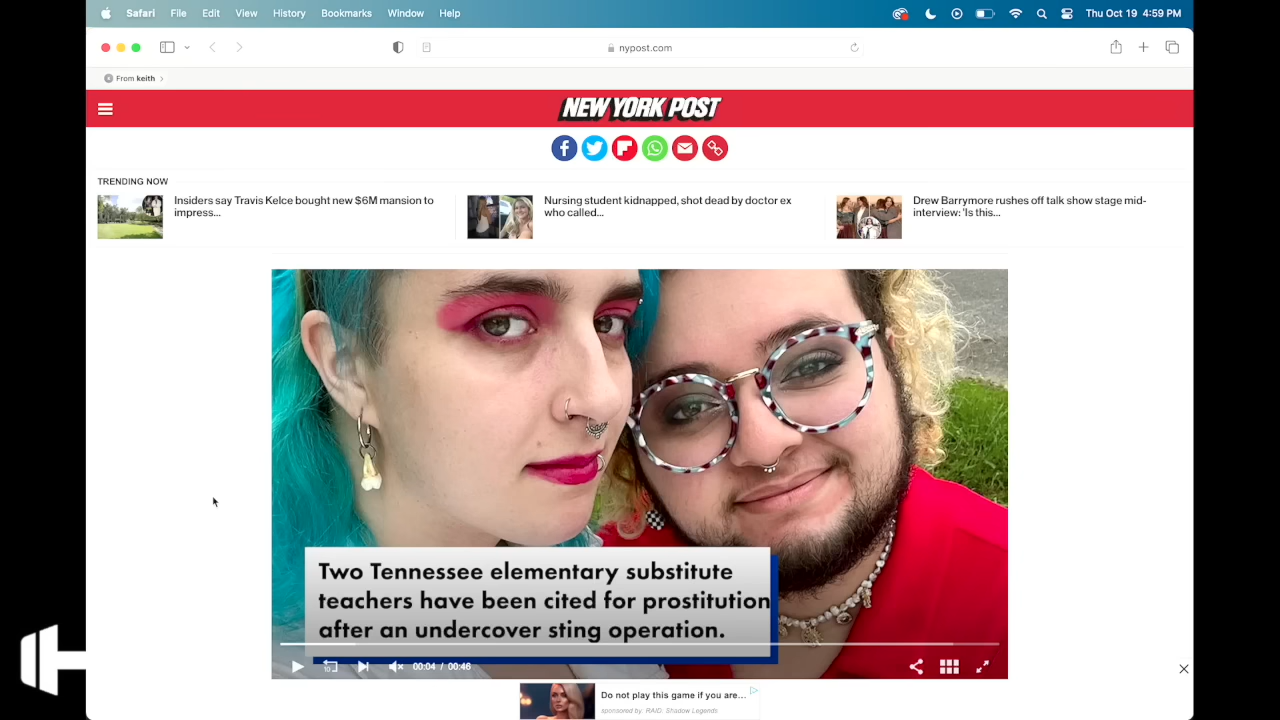 Safari File Edit View History Bookmarks Window Help Thu Oct 19 4:59 PM
nypost.com
From keith
NEW YORK POST
TRENDING NOW
Insiders say Travis Kelce bought new $6M mansion to
impress...
Nursing student kidnapped, shot dead by doctor ex
who called...
Drew Barrymore rushes off talk show stage mid-
interview: 'Is this...
Two Tennessee elementary substitute
teachers have been cited for prostitution
after an undercover sting operation.
10 00:04 / 00:46
Do not play this game if you are...
sponsored by: RAID: Shadow Legends